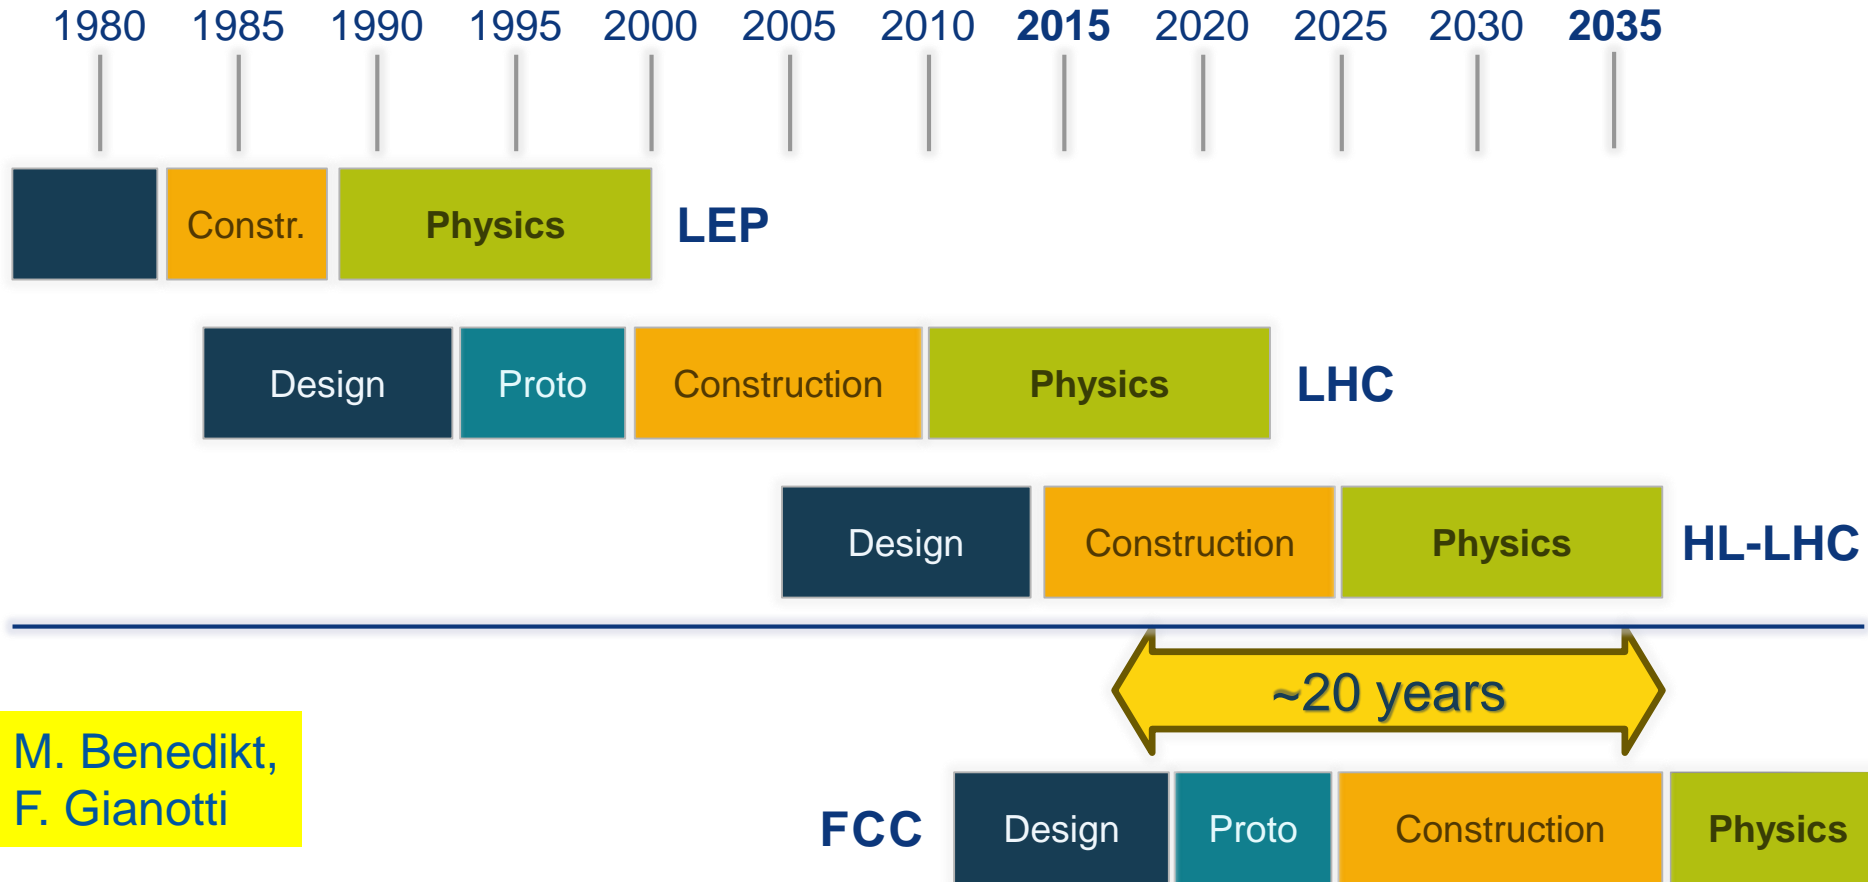 1980 1985 1990 1995 2000 2005 2010 2015 2020 2025 2030 2035
Constr. Physics LEP
Design Proto Construction Physics LHC
Design Construction Physics HL-LHC
~20 years
M. Benedikt,
F. Gianotti
FCC Design Proto Construction Physics